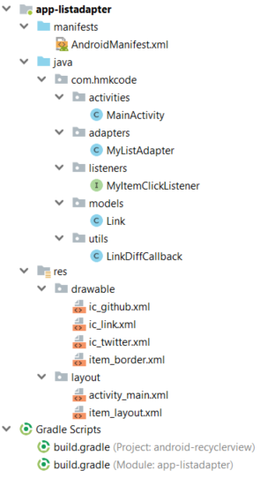 app-listadapter
manifests
AndroidManifest.xml
java
com.hmkcode
activities
C MainActivity
adapters
C MyListAdapter
listeners
I MyItemClickListener
models
C Link
utils
C LinkDiffCallback
res
drawable
ic_github.xml
ic_link.xml
ic_twitter.xml
item_border.xml
layout
activity_main.xml
item_layout.xml
Gradle Scripts
build.gradle (Project: android-recyclerview)
build.gradle (Module: app-listadapter)